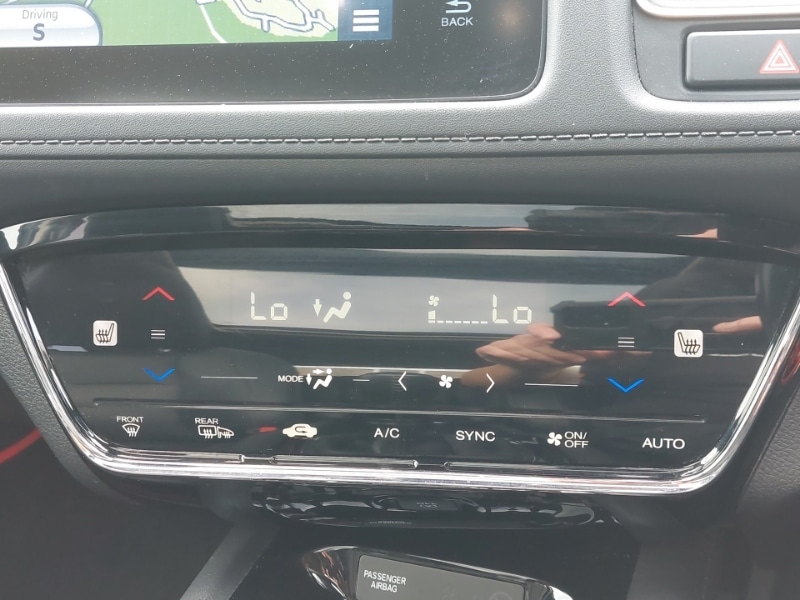 Driving
S
BACK
Lo Lo
MODE
FRONT
REAR
A/C
SYNC
ON/
OFF
AUTO
PASSENGER
AIRBAG